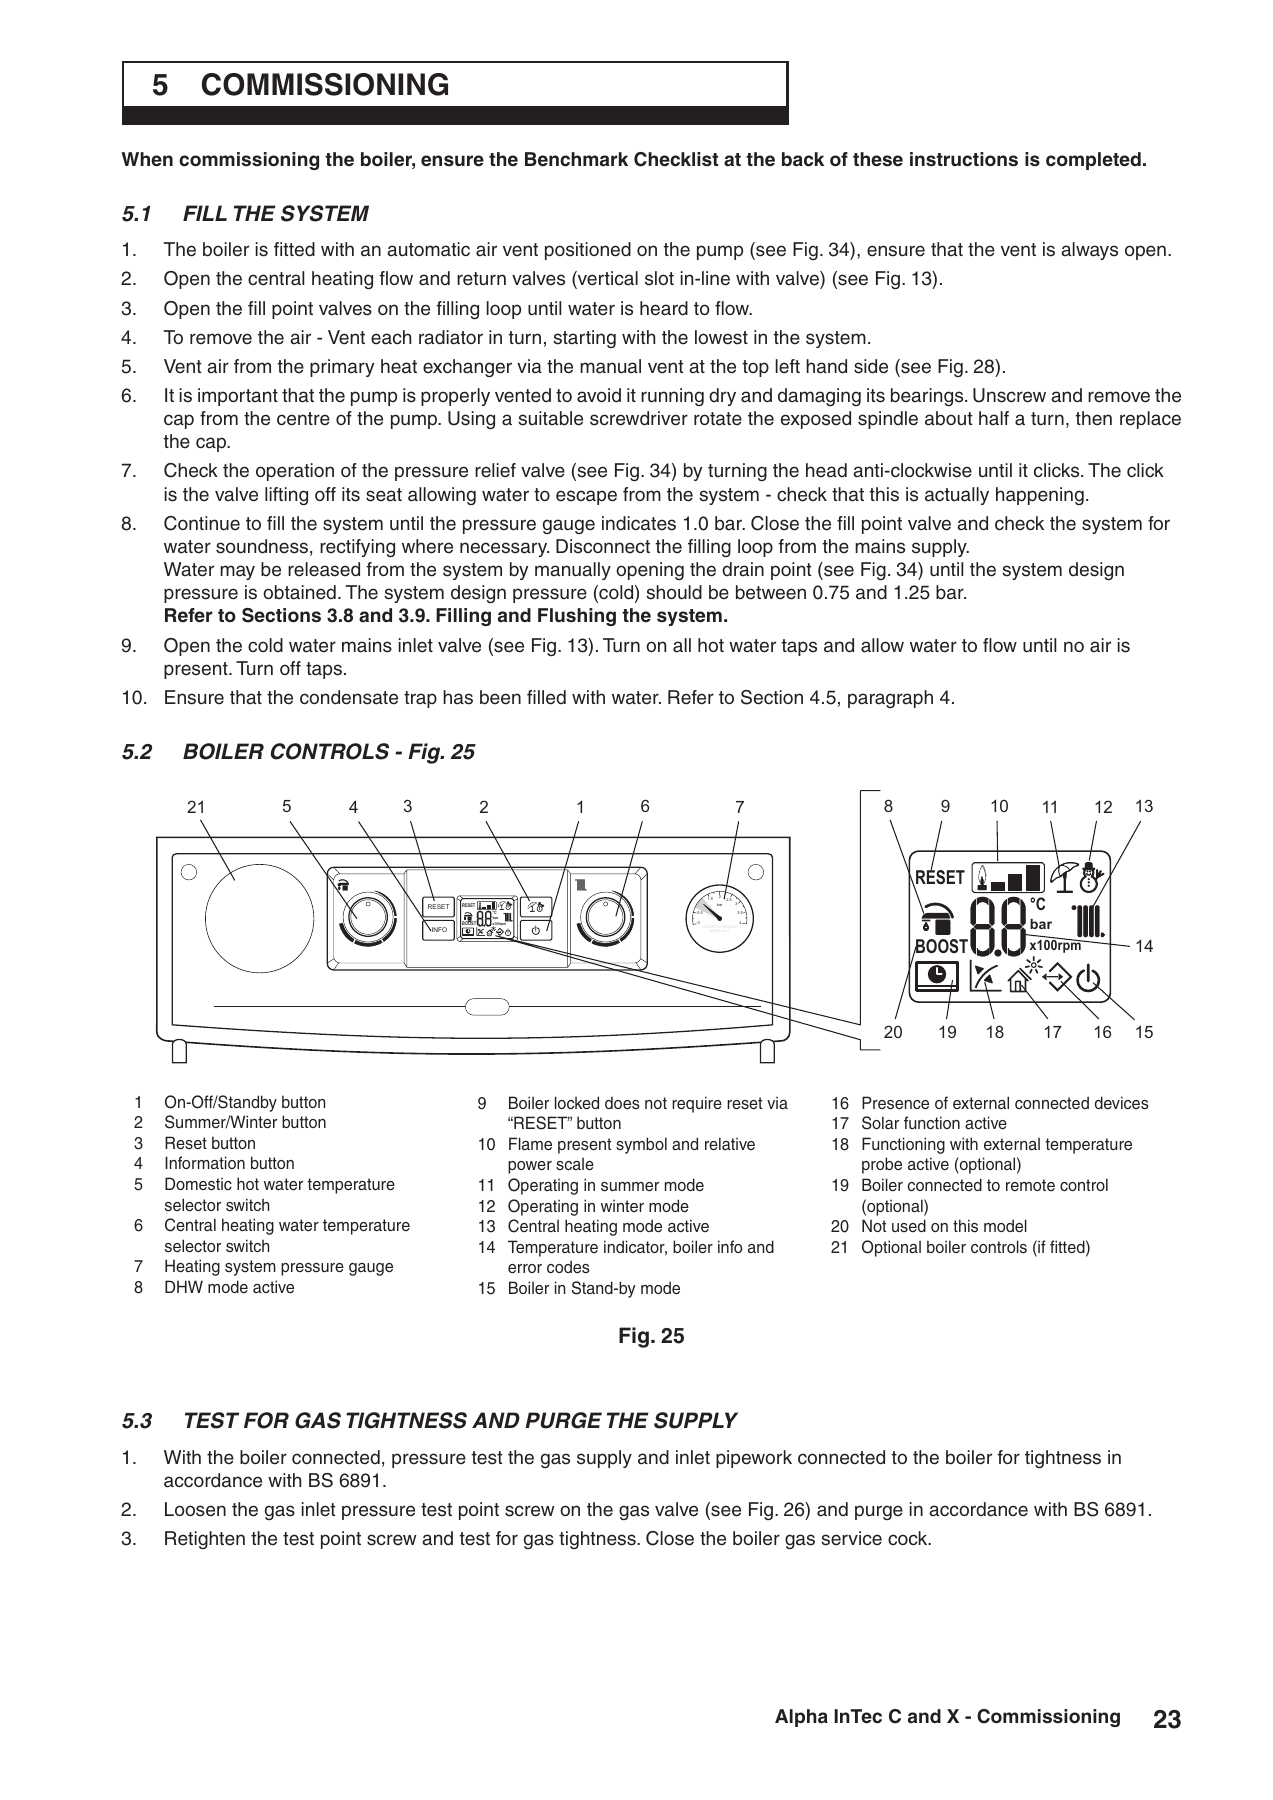 5 COMMISSIONING
When commissioning the boiler, ensure the Benchmark Checklist at the back of these instructions is completed.
5.1 FILL THE SYSTEM
1. The boiler is fitted with an automatic air vent positioned on the pump (see Fig. 34), ensure that the vent is always open.
2. Open the central heating flow and return valves (vertical slot in-line with valve) (see Fig. 13).
3. Open the fill point valves on the filling loop until water is heard to flow.
4. To remove the air - Vent each radiator in turn, starting with the lowest in the system.
5. Vent air from the primary heat exchanger via the manual vent at the top left hand side (see Fig. 28).
6. It is important that the pump is properly vented to avoid it running dry and damaging its bearings. Unscrew and remove the
cap from the centre of the pump. Using a suitable screwdriver rotate the exposed spindle about half a turn, then replace
the cap.
7. Check the operation of the pressure relief valve (see Fig. 34) by turning the head anti-clockwise until it clicks. The click
is the valve lifting off its seat allowing water to escape from the system - check that this is actually happening.
8. Continue to fill the system until the pressure gauge indicates 1.0 bar. Close the fill point valve and check the system for
water soundness, rectifying where necessary. Disconnect the filling loop from the mains supply.
Water may be released from the system by manually opening the drain point (see Fig. 34) until the system design
pressure is obtained. The system design pressure (cold) should be between 0.75 and 1.25 bar.
Refer to Sections 3.8 and 3.9. Filling and Flushing the system.
9. Open the cold water mains inlet valve (see Fig. 13). Turn on all hot water taps and allow water to flow until no air is
present. Turn off taps.
10. Ensure that the condensate trap has been filled with water. Refer to Section 4.5, paragraph 4.
5.2 BOILER CONTROLS - Fig. 25
21 5 4 3 2 1 6 7 8 9 10 11 12 13
RESET
INFO
RESET
BOOST
8.8
bar
RESET
°C
8.8
bar
BOOST
x100rpm
14
20 19 18 17 16 15
1 On-Off/Standby button
2 Summer/Winter button
3 Reset button
4 Information button
5 Domestic hot water temperature
selector switch
6 Central heating water temperature
selector switch
7 Heating system pressure gauge
8 DHW mode active
9 Boiler locked does not require reset via
“RESET” button
10 Flame present symbol and relative
power scale
11 Operating in summer mode
12 Operating in winter mode
13 Central heating mode active
14 Temperature indicator, boiler info and
error codes
15 Boiler in Stand-by mode
16 Presence of external connected devices
17 Solar function active
18 Functioning with external temperature
probe active (optional)
19 Boiler connected to remote control
(optional)
20 Not used on this model
21 Optional boiler controls (if fitted)
Fig. 25
5.3 TEST FOR GAS TIGHTNESS AND PURGE THE SUPPLY
1. With the boiler connected, pressure test the gas supply and inlet pipework connected to the boiler for tightness in
accordance with BS 6891.
2. Loosen the gas inlet pressure test point screw on the gas valve (see Fig. 26) and purge in accordance with BS 6891.
3. Retighten the test point screw and test for gas tightness. Close the boiler gas service cock.
Alpha InTec C and X - Commissioning 23